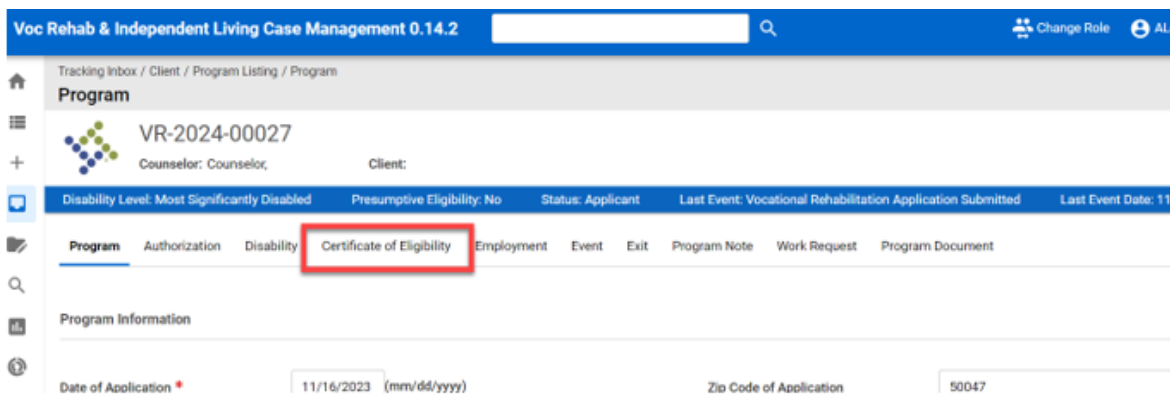 Voc Rehab & Independent Living Case Management 0.14.2 Change Role AL
Tracking Inbox / Client / Program Listing / Program
Program
VR-2024-00027
Counselor: Counselor, Client:
Disability Level: Most Significantly Disabled Presumptive Eligibility: No Status: Applicant Last Event: Vocational Rehabilitation Application Submitted Last Event Date: 11
Program Authorization Disability Certificate of Eligibility Employment Event Exit Program Note Work Request Program Document
Program Information
Date of Application * 11/16/2023 (mm/dd/yyyy) Zip Code of Application 50047